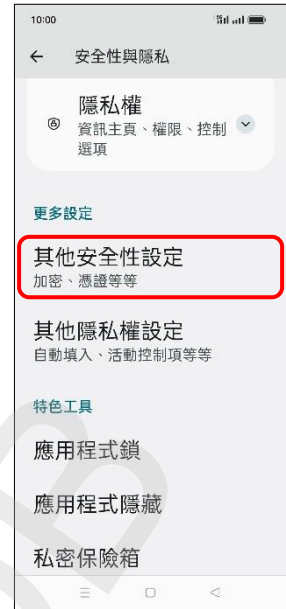 10:00
安全性與隱私
隱私權
資訊主頁、權限、控制
選項
更多設定
其他安全性設定
加密、憑證等等
其他隱私權設定
自動填入、活動控制項等等
特色工具
應用程式鎖
應用程式隱藏
私密保險箱